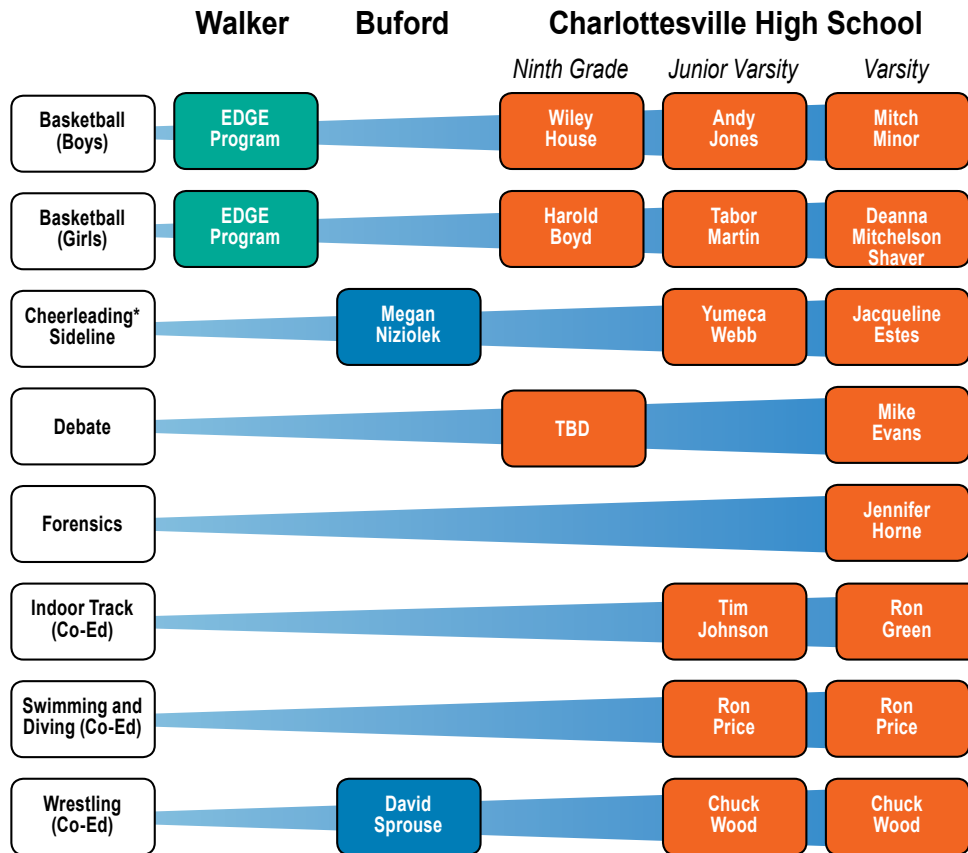 Walker Buford Charlottesville High School
Ninth Grade Junior Varsity Varsity
Basketball
(Boys)
EDGE
Program
Wiley
House
Andy
Jones
Mitch
Minor
Basketball
(Girls)
EDGE
Program
Harold
Boyd
Tabor
Martin
Deanna
Mitchelson
Shaver
Cheerleading*
Sideline
Megan
Niziolek
Yumeca
Webb
Jacqueline
Estes
Debate
TBD
Mike
Evans
Forensics
Jennifer
Horne
Indoor Track
(Co-Ed)
Tim
Johnson
Ron
Green
Swimming and
Diving (Co-Ed)
Ron
Price
Ron
Price
Wrestling
(Co-Ed)
David
Sprouse
Chuck
Wood
Chuck
Wood